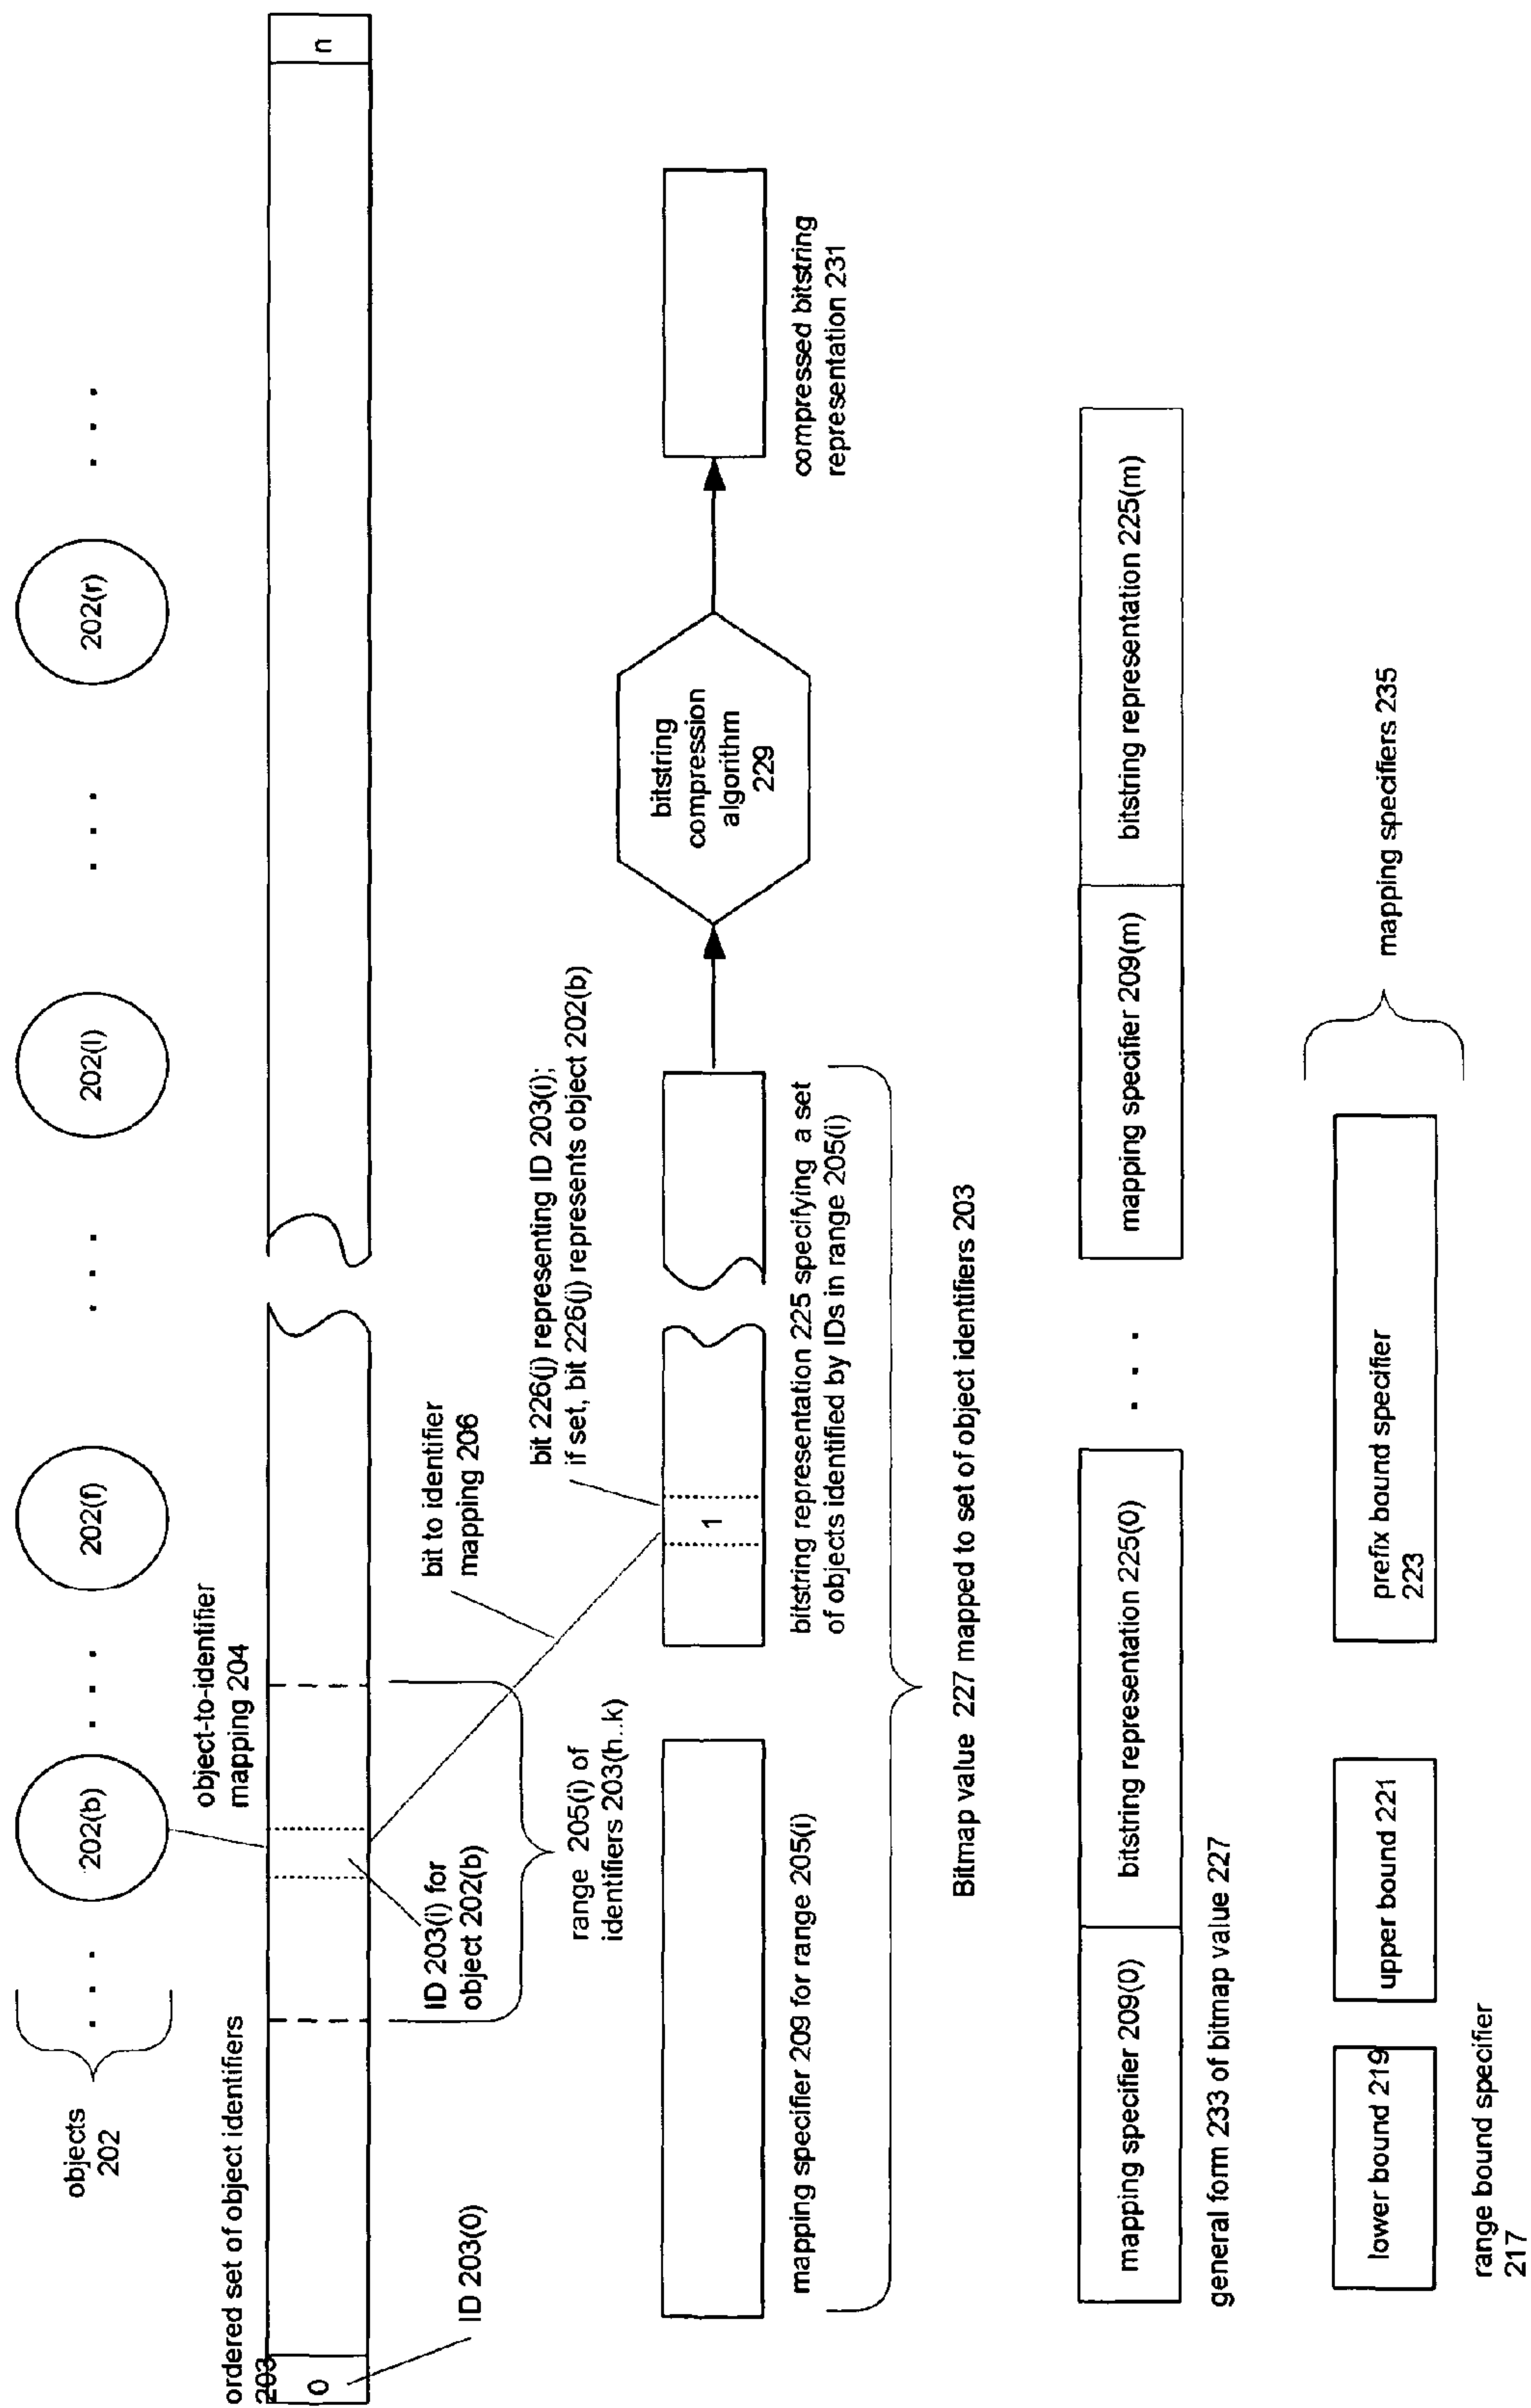 objects
202
. . .
202(b)
. . .
202(f)
. . .
202(l)
. . .
202(r)
. . .
ordered set of object identifiers
203
object-to-identifier
mapping 204
0
n
ID 203(0)
ID 203(i) for
object 202(b)
range 205(i) of
identifiers 203(h..k)
bit to identifier
mapping 206
bit 226(j) representing ID 203(i);
if set, bit 226(j) represents object 202(b)
1
bitstring
compression
algorithm
229
mapping specifier 209 for range 205(i)
bitstring representation 225 specifying a set
of objects identified by IDs in range 205(i)
compressed bitstring
representation 231
Bitmap value 227 mapped to set of object identifiers 203
mapping specifier 209(0)
bitstring representation 225(0)
. . .
mapping specifier 209(m)
bitstring representation 225(m)
general form 233 of bitmap value 227
lower bound 219
upper bound 221
prefix bound specifier
223
mapping specifiers 235
range bound specifier
217